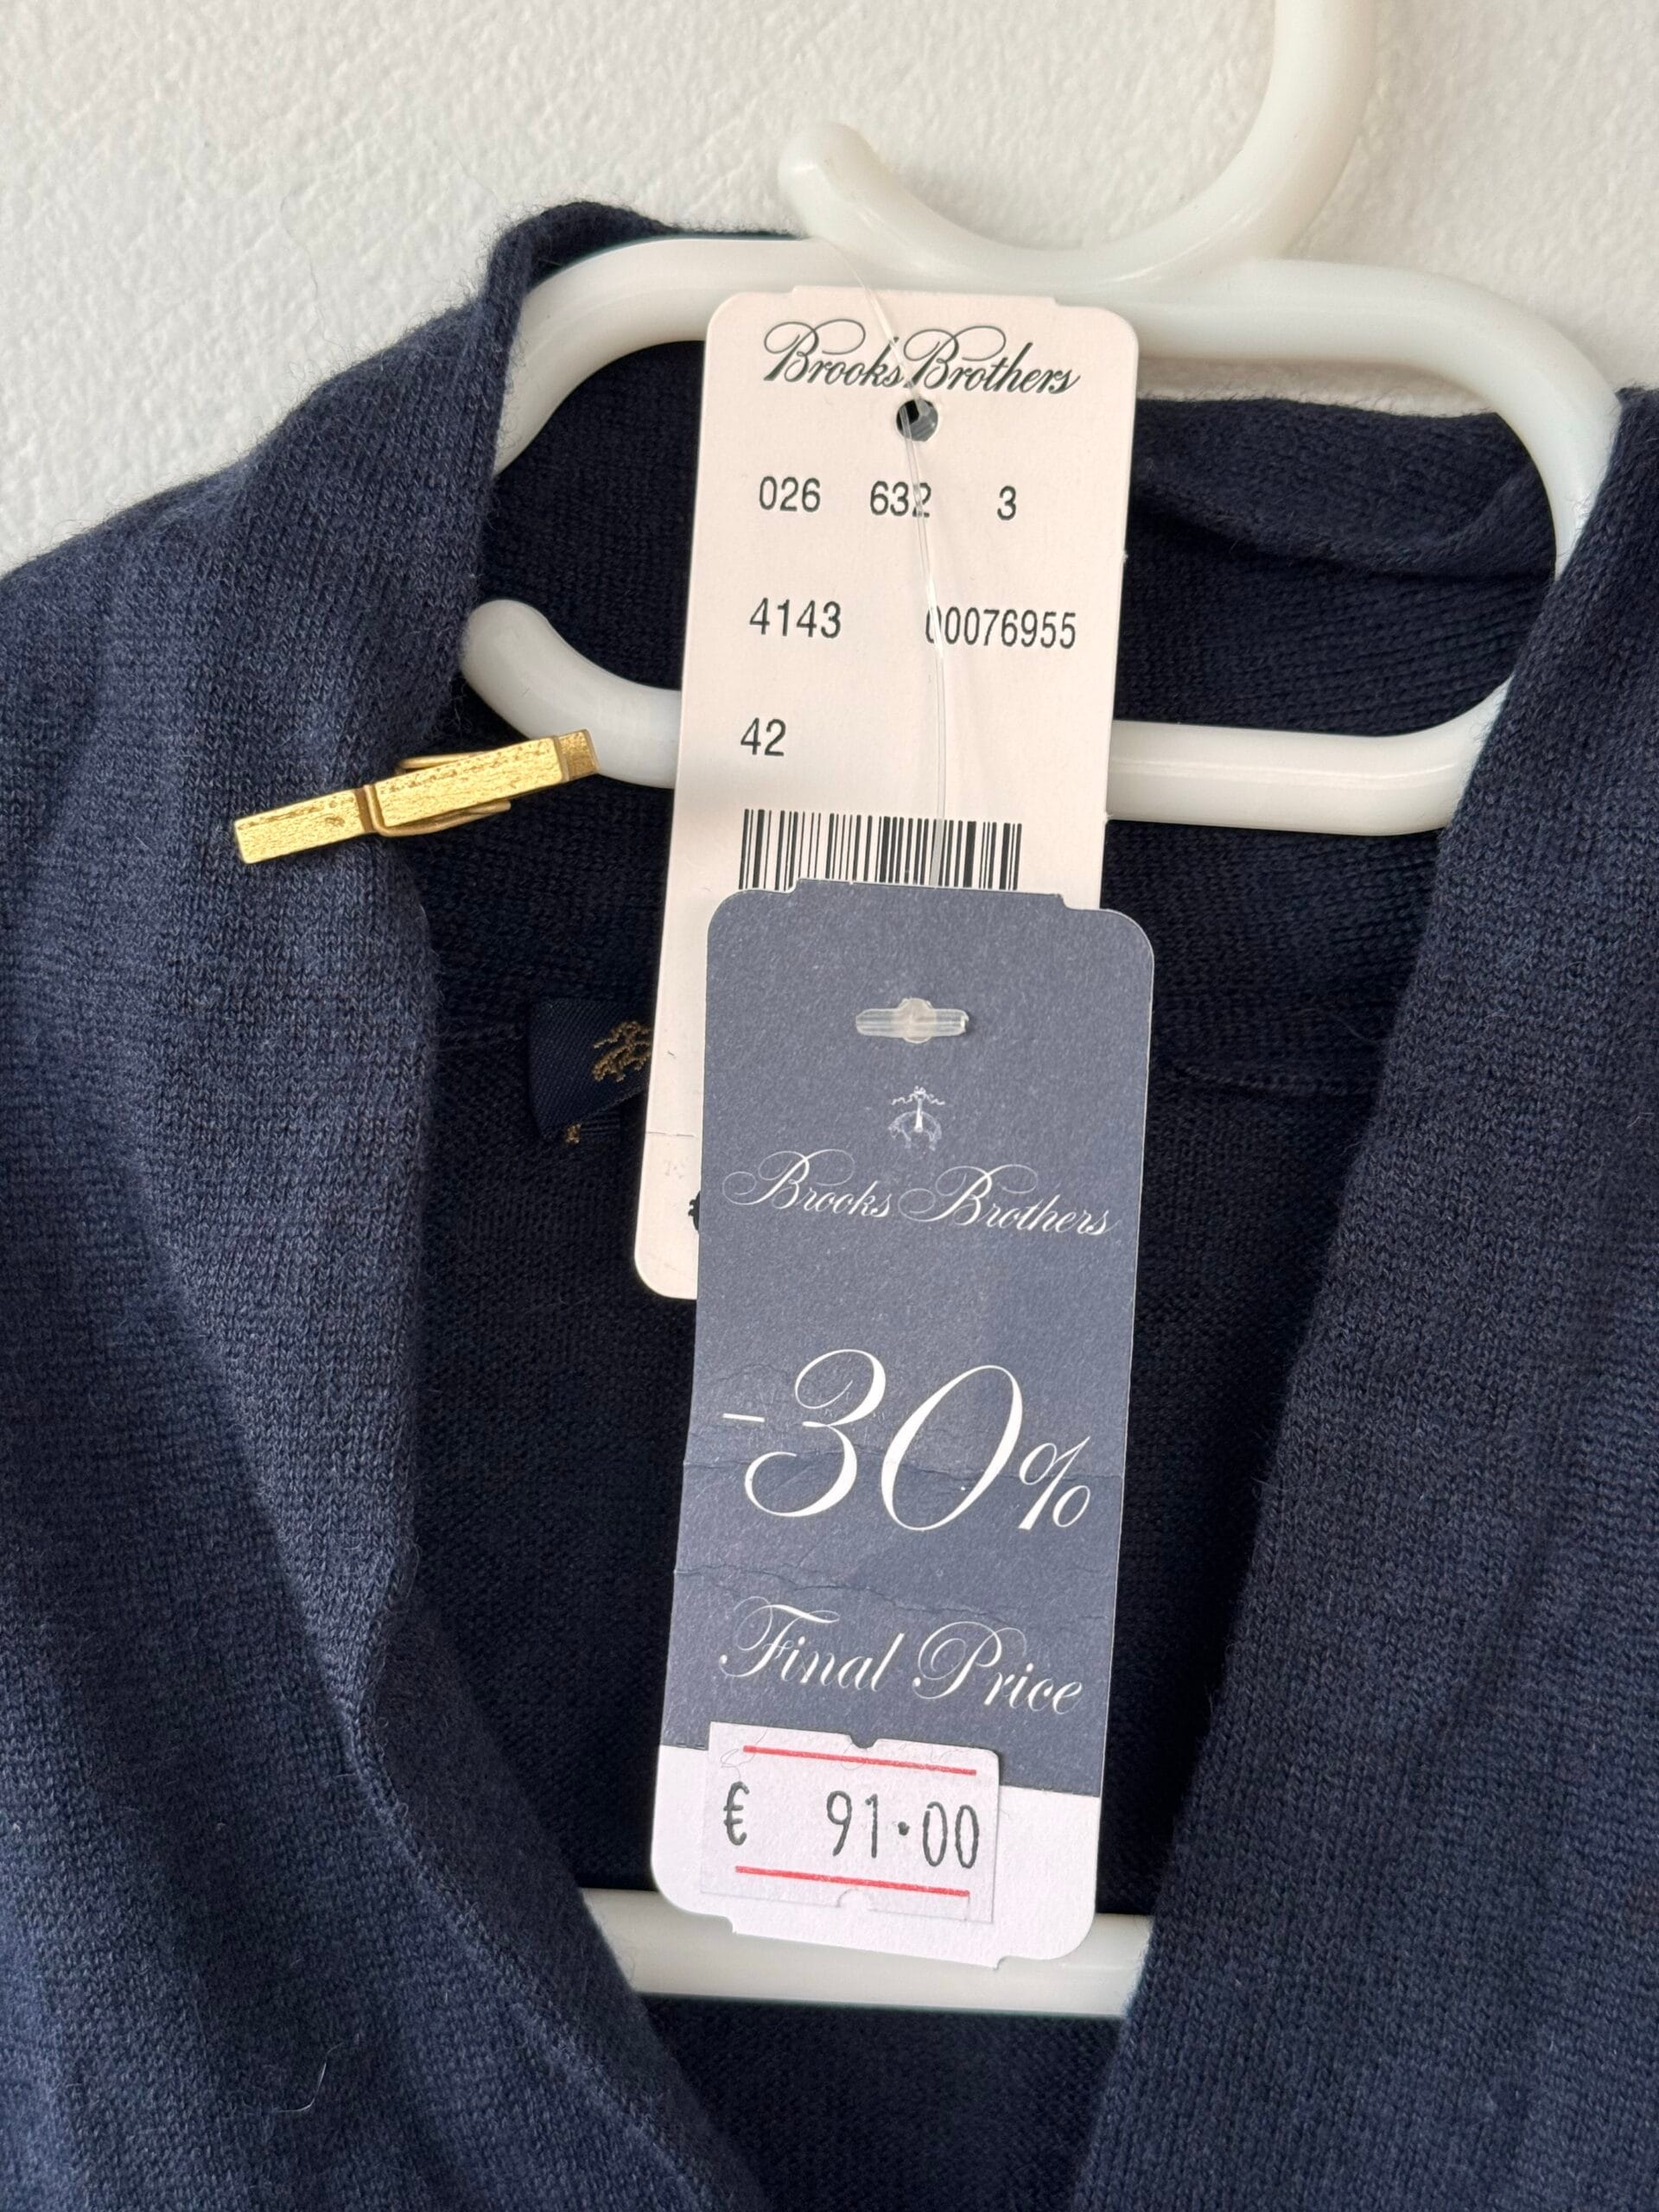 Brooks Brothers
026 632 3
4143 00076955
42
Brooks Brothers
-30%
Final Price
€ 91.00